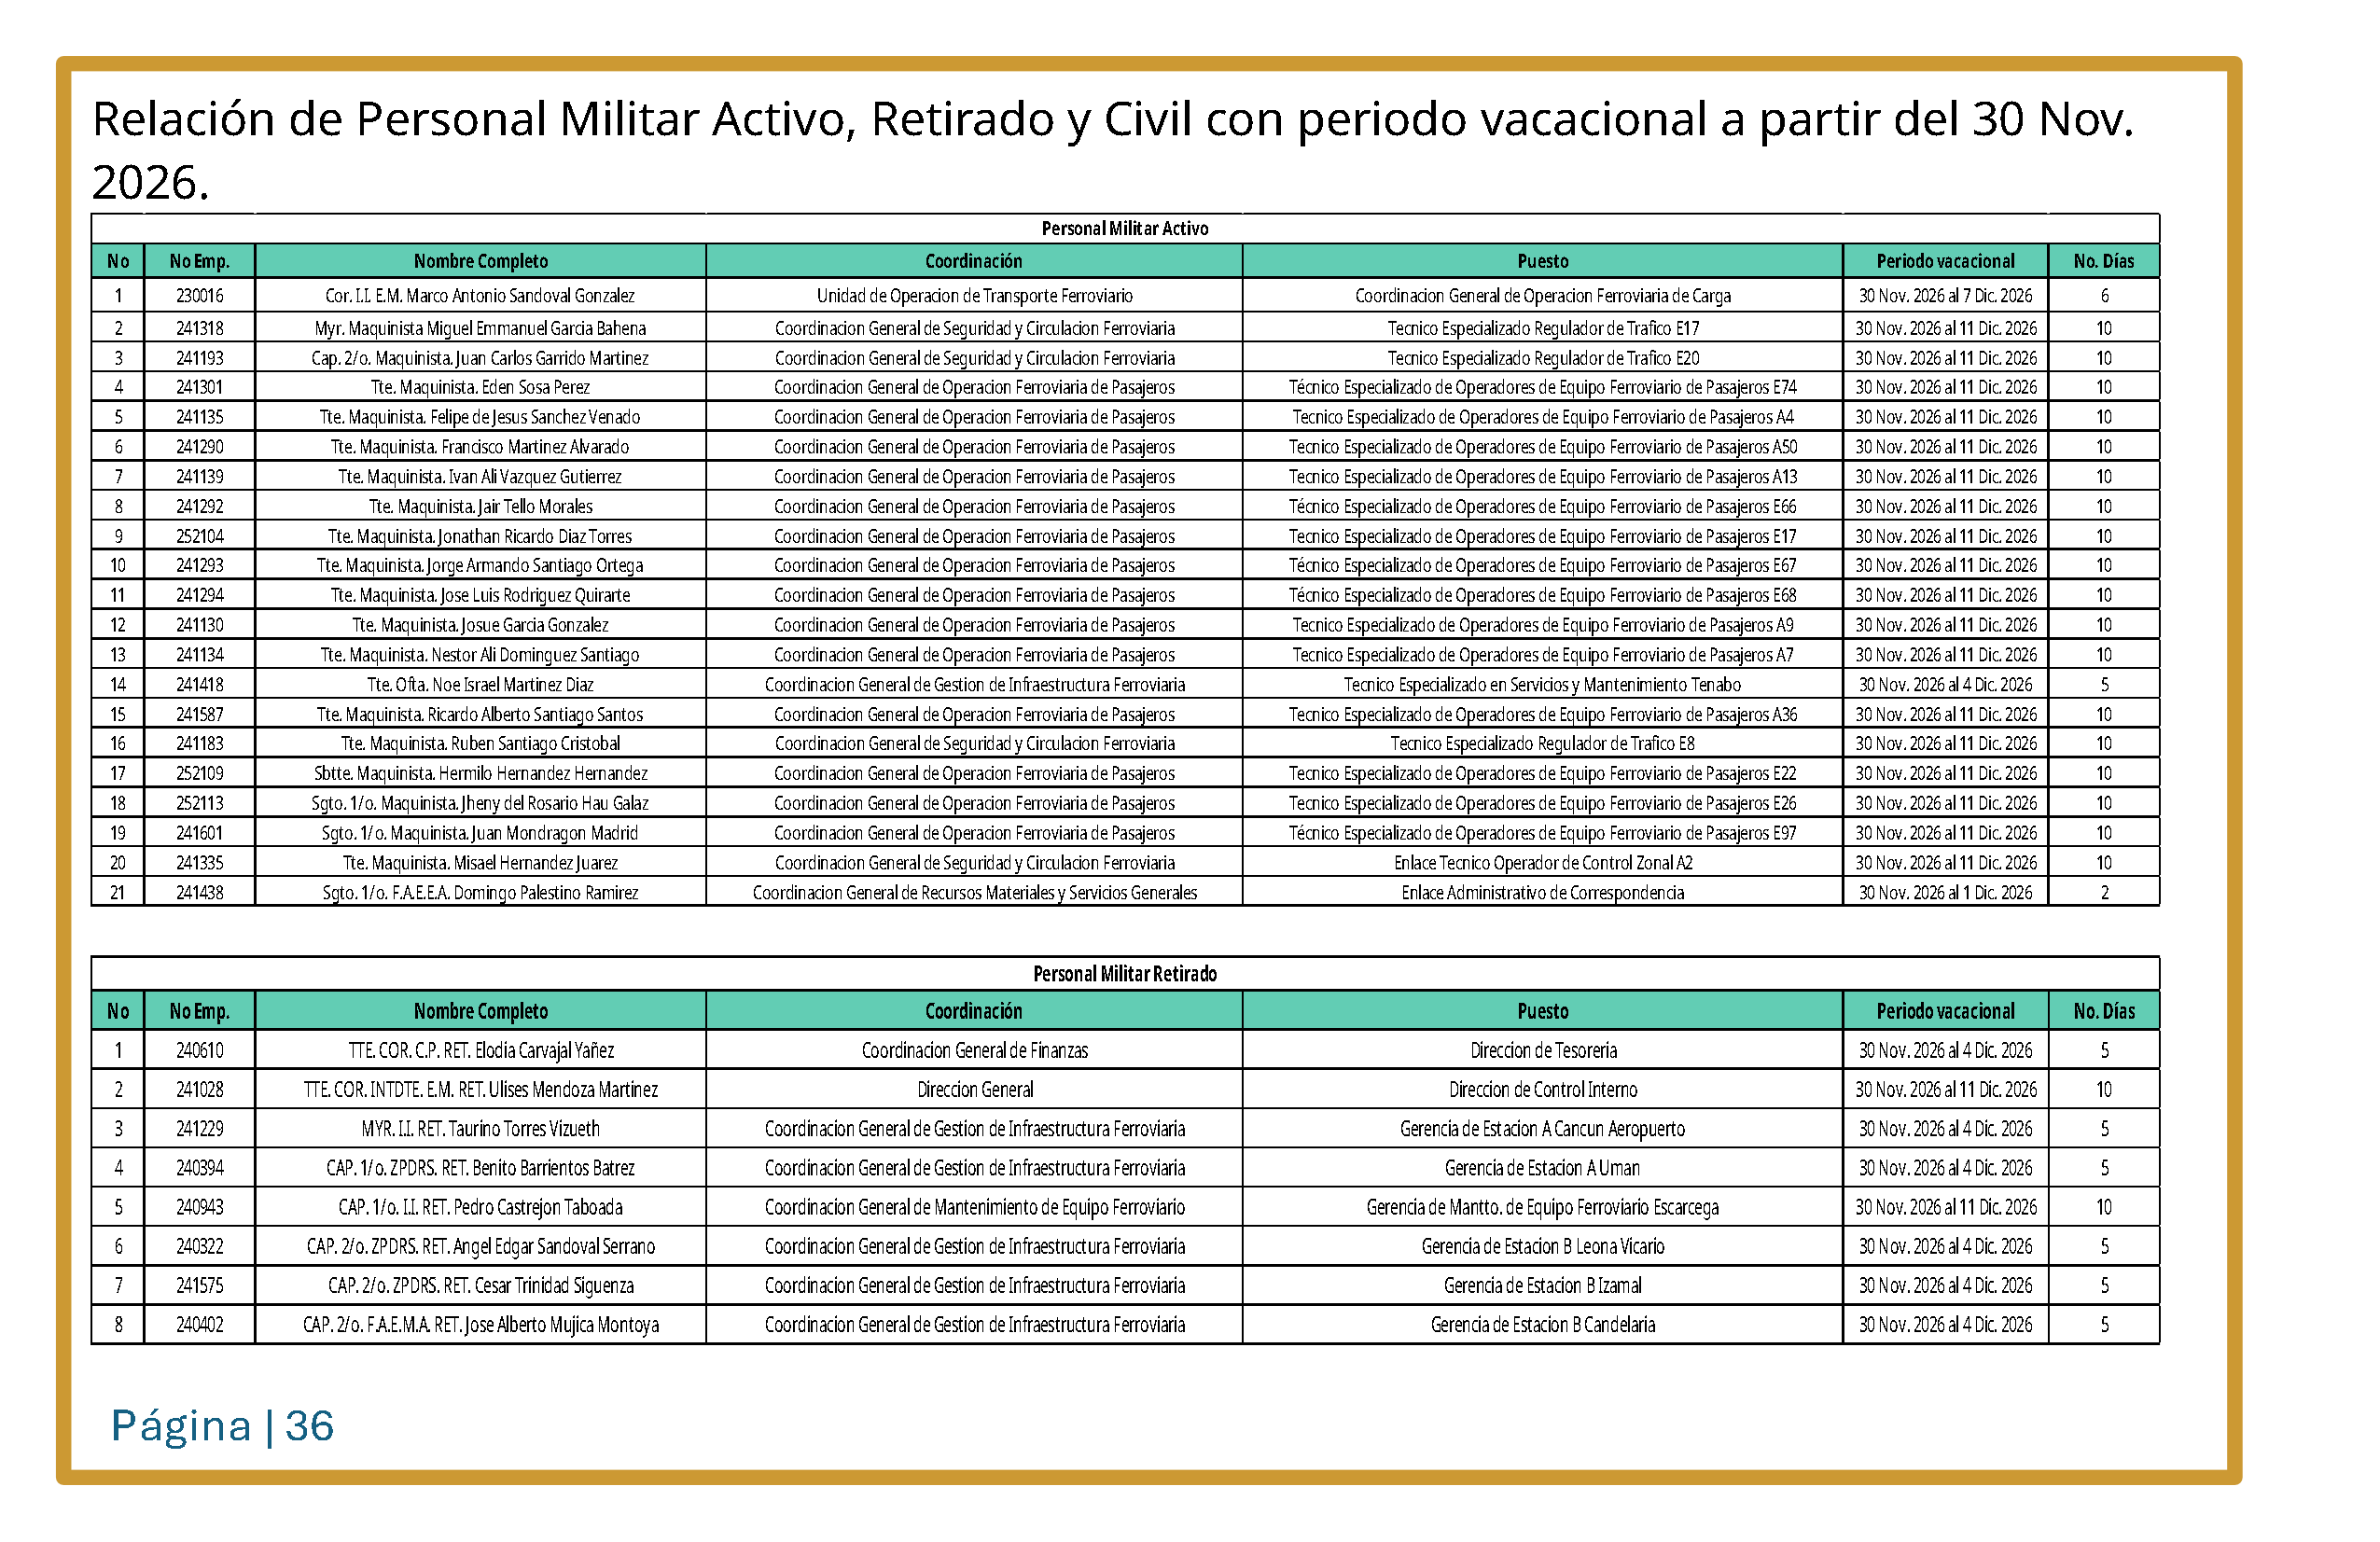 Relación de Personal Militar Activo, Retirado y Civil con periodo vacacional a partir del 30 Nov.
2026.
Personal Militar Activo
No No Emp. Nombre Completo Coordinación Puesto Periodo vacacional No. Días
1 230016 Cor. I.I. E.M. Marco Antonio Sandoval Gonzalez Unidad de Operacion de Transporte Ferroviario Coordinacion General de Operacion Ferroviaria de Carga 30 Nov. 2026 al 7 Dic. 2026 6
2 241318 Myr. Maquinista Miguel Emmanuel Garcia Bahena Coordinacion General de Seguridad y Circulacion Ferroviaria Tecnico Especializado Regulador de Trafico E17 30 Nov. 2026 al 11 Dic. 2026 10
3 241193 Cap. 2/o. Maquinista. Juan Carlos Garrido Martinez Coordinacion General de Seguridad y Circulacion Ferroviaria Tecnico Especializado Regulador de Trafico E20 30 Nov. 2026 al 11 Dic. 2026 10
4 241301 Tte. Maquinista. Eden Sosa Perez Coordinacion General de Operacion Ferroviaria de Pasajeros Técnico Especializado de Operadores de Equipo Ferroviario de Pasajeros E74 30 Nov. 2026 al 11 Dic. 2026 10
5 241135 Tte. Maquinista. Felipe de Jesus Sanchez Venado Coordinacion General de Operacion Ferroviaria de Pasajeros Tecnico Especializado de Operadores de Equipo Ferroviario de Pasajeros A4 30 Nov. 2026 al 11 Dic. 2026 10
6 241290 Tte. Maquinista. Francisco Martinez Alvarado Coordinacion General de Operacion Ferroviaria de Pasajeros Tecnico Especializado de Operadores de Equipo Ferroviario de Pasajeros A50 30 Nov. 2026 al 11 Dic. 2026 10
7 241139 Tte. Maquinista. Ivan Ali Vazquez Gutierrez Coordinacion General de Operacion Ferroviaria de Pasajeros Tecnico Especializado de Operadores de Equipo Ferroviario de Pasajeros A13 30 Nov. 2026 al 11 Dic. 2026 10
8 241292 Tte. Maquinista. Jair Tello Morales Coordinacion General de Operacion Ferroviaria de Pasajeros Técnico Especializado de Operadores de Equipo Ferroviario de Pasajeros E66 30 Nov. 2026 al 11 Dic. 2026 10
9 252104 Tte. Maquinista. Jonathan Ricardo Diaz Torres Coordinacion General de Operacion Ferroviaria de Pasajeros Tecnico Especializado de Operadores de Equipo Ferroviario de Pasajeros E17 30 Nov. 2026 al 11 Dic. 2026 10
10 241293 Tte. Maquinista. Jorge Armando Santiago Ortega Coordinacion General de Operacion Ferroviaria de Pasajeros Técnico Especializado de Operadores de Equipo Ferroviario de Pasajeros E67 30 Nov. 2026 al 11 Dic. 2026 10
11 241294 Tte. Maquinista. Jose Luis Rodriguez Quirarte Coordinacion General de Operacion Ferroviaria de Pasajeros Técnico Especializado de Operadores de Equipo Ferroviario de Pasajeros E68 30 Nov. 2026 al 11 Dic. 2026 10
12 241130 Tte. Maquinista. Josue Garcia Gonzalez Coordinacion General de Operacion Ferroviaria de Pasajeros Tecnico Especializado de Operadores de Equipo Ferroviario de Pasajeros A9 30 Nov. 2026 al 11 Dic. 2026 10
13 241134 Tte. Maquinista. Nestor Ali Dominguez Santiago Coordinacion General de Operacion Ferroviaria de Pasajeros Tecnico Especializado de Operadores de Equipo Ferroviario de Pasajeros A7 30 Nov. 2026 al 11 Dic. 2026 10
14 241418 Tte. Ofta. Noe Israel Martinez Diaz Coordinacion General de Gestion de Infraestructura Ferroviaria Tecnico Especializado en Servicios y Mantenimiento Tenabo 30 Nov. 2026 al 4 Dic. 2026 5
15 241587 Tte. Maquinista. Ricardo Alberto Santiago Santos Coordinacion General de Operacion Ferroviaria de Pasajeros Tecnico Especializado de Operadores de Equipo Ferroviario de Pasajeros A36 30 Nov. 2026 al 11 Dic. 2026 10
16 241183 Tte. Maquinista. Ruben Santiago Cristobal Coordinacion General de Seguridad y Circulacion Ferroviaria Tecnico Especializado Regulador de Trafico E8 30 Nov. 2026 al 11 Dic. 2026 10
17 252109 Sbtte. Maquinista. Hermilo Hernandez Hernandez Coordinacion General de Operacion Ferroviaria de Pasajeros Tecnico Especializado de Operadores de Equipo Ferroviario de Pasajeros E22 30 Nov. 2026 al 11 Dic. 2026 10
18 252113 Sgto. 1/o. Maquinista. Jheny del Rosario Hau Galaz Coordinacion General de Operacion Ferroviaria de Pasajeros Tecnico Especializado de Operadores de Equipo Ferroviario de Pasajeros E26 30 Nov. 2026 al 11 Dic. 2026 10
19 241601 Sgto. 1/o. Maquinista. Juan Mondragon Madrid Coordinacion General de Operacion Ferroviaria de Pasajeros Técnico Especializado de Operadores de Equipo Ferroviario de Pasajeros E97 30 Nov. 2026 al 11 Dic. 2026 10
20 241335 Tte. Maquinista. Misael Hernandez Juarez Coordinacion General de Seguridad y Circulacion Ferroviaria Enlace Tecnico Operador de Control Zonal A2 30 Nov. 2026 al 11 Dic. 2026 10
21 241438 Sgto. 1/o. F.A.E.E.A. Domingo Palestino Ramirez Coordinacion General de Recursos Materiales y Servicios Generales Enlace Administrativo de Correspondencia 30 Nov. 2026 al 1 Dic. 2026 2
Personal Militar Retirado
No No Emp. Nombre Completo Coordinación Puesto Periodo vacacional No. Días
1 240610 TTE. COR. C.P. RET. Elodia Carvajal Yañez Coordinacion General de Finanzas Direccion de Tesoreria 30 Nov. 2026 al 4 Dic. 2026 5
2 241028 TTE. COR. INTDTE. E.M. RET. Ulises Mendoza Martinez Direccion General Direccion de Control Interno 30 Nov. 2026 al 11 Dic. 2026 10
3 241229 MYR. I.I. RET. Taurino Torres Vizueth Coordinacion General de Gestion de Infraestructura Ferroviaria Gerencia de Estacion A Cancun Aeropuerto 30 Nov. 2026 al 4 Dic. 2026 5
4 240394 CAP. 1/o. ZPDRS. RET. Benito Barrientos Batrez Coordinacion General de Gestion de Infraestructura Ferroviaria Gerencia de Estacion A Uman 30 Nov. 2026 al 4 Dic. 2026 5
5 240943 CAP. 1/o. I.I. RET. Pedro Castrejon Taboada Coordinacion General de Mantenimiento de Equipo Ferroviario Gerencia de Mantto. de Equipo Ferroviario Escarcega 30 Nov. 2026 al 11 Dic. 2026 10
6 240322 CAP. 2/o. ZPDRS. RET. Angel Edgar Sandoval Serrano Coordinacion General de Gestion de Infraestructura Ferroviaria Gerencia de Estacion B Leona Vicario 30 Nov. 2026 al 4 Dic. 2026 5
7 241575 CAP. 2/o. ZPDRS. RET. Cesar Trinidad Siguenza Coordinacion General de Gestion de Infraestructura Ferroviaria Gerencia de Estacion B Izamal 30 Nov. 2026 al 4 Dic. 2026 5
8 240402 CAP. 2/o. F.A.E.M.A. RET. Jose Alberto Mujica Montoya Coordinacion General de Gestion de Infraestructura Ferroviaria Gerencia de Estacion B Candelaria 30 Nov. 2026 al 4 Dic. 2026 5
Página | 36